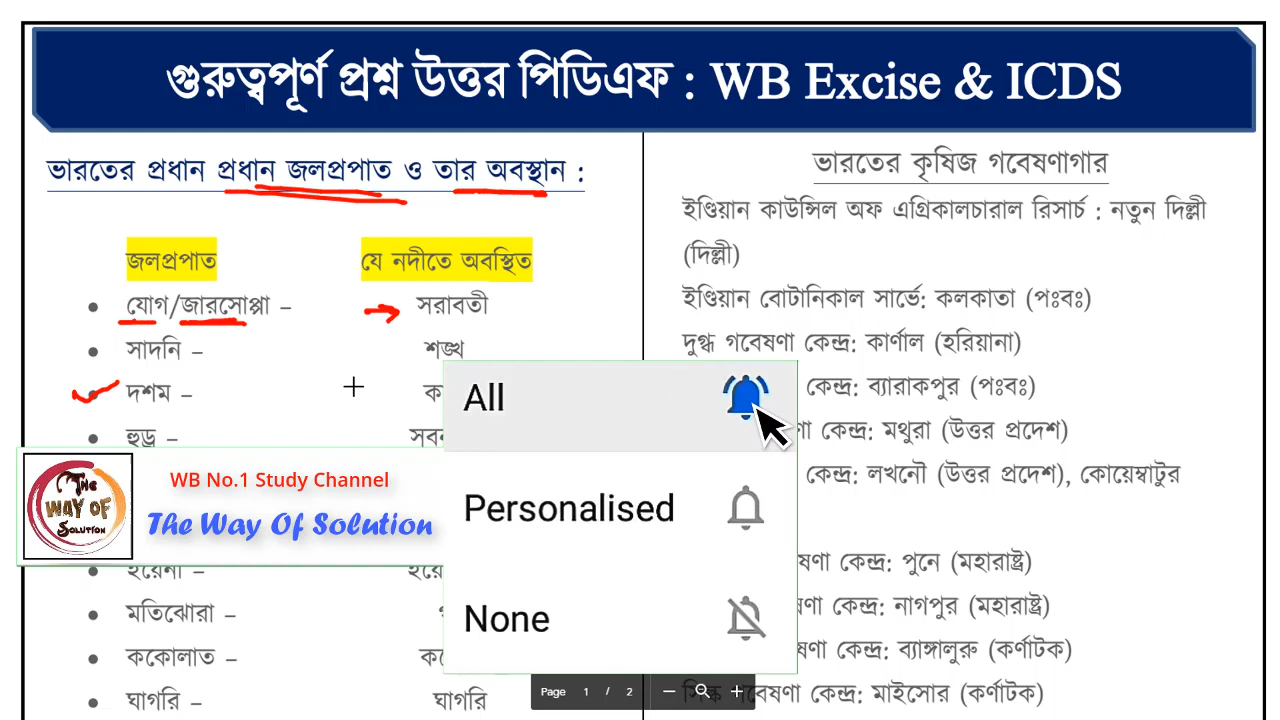 গুরুত্বপূর্ণ প্রশ্ন উত্তর পিডিএফ : WB Excise & ICDS
ভারতের প্রধান প্রধান জলপ্রপাত ও তার অবস্থান :
জলপ্রপাত যে নদীতে অবস্থিত
যোগ/জারসোপ্পা – সরাবতী
সাদনি – শঙ্খ
দশম –
হুড্রু –
হয়েনা –
মতিঝোরা –
ককোলাত –
ঘাগরি – ঘাগরি
ভারতের কৃষিজ গবেষণাগার
ইণ্ডিয়ান কাউন্সিল অফ এগ্রিকালচারাল রিসার্চ : নতুন দিল্লী
(দিল্লী)
ইণ্ডিয়ান বোটানিকাল সার্ভে: কলকাতা (পঃবঃ)
দুগ্ধ গবেষণা কেন্দ্র: কার্ণাল (হরিয়ানা)
কেন্দ্র: ব্যারাকপুর (পঃবঃ)
কেন্দ্র: মথুরা (উত্তর প্রদেশ)
কেন্দ্র: লখনৌ (উত্তর প্রদেশ), কোয়েম্বাটুর
কেন্দ্র: পুনে (মহারাষ্ট্র)
কেন্দ্র: নাগপুর (মহারাষ্ট্র)
কেন্দ্র: ব্যাঙ্গালুরু (কর্ণাটক)
সিল্ক গবেষণা কেন্দ্র: মাইসোর (কর্ণাটক)
All
Personalised
None
THE WAY OF SOLUTION
WB No.1 Study Channel
The Way Of Solution
Page 1 / 2